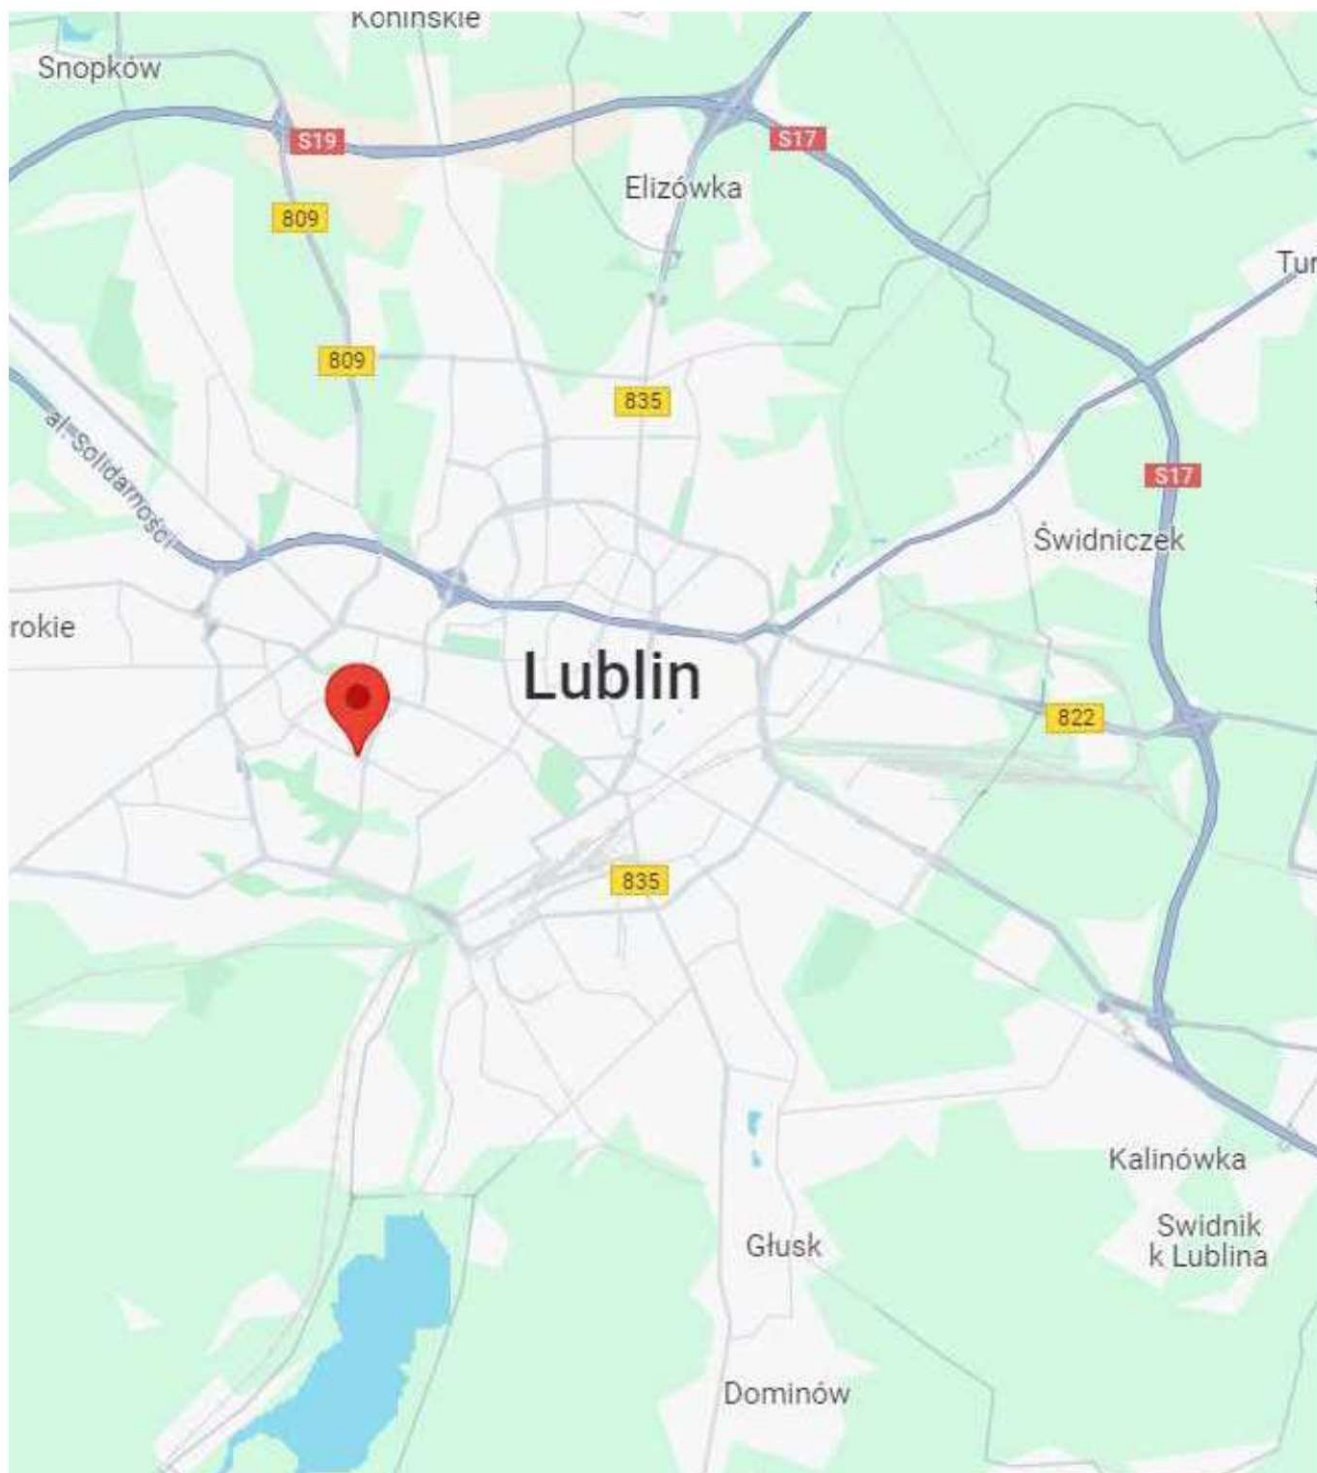 Konińskie
Snopków
S19
S17
Elizówka
809
Tur
809
835
al. Solidarności
S17
Świdniczek
rokie
Lublin
822
835
Kalinówka
Głusk
Swidnik
k Lublina
Dominów